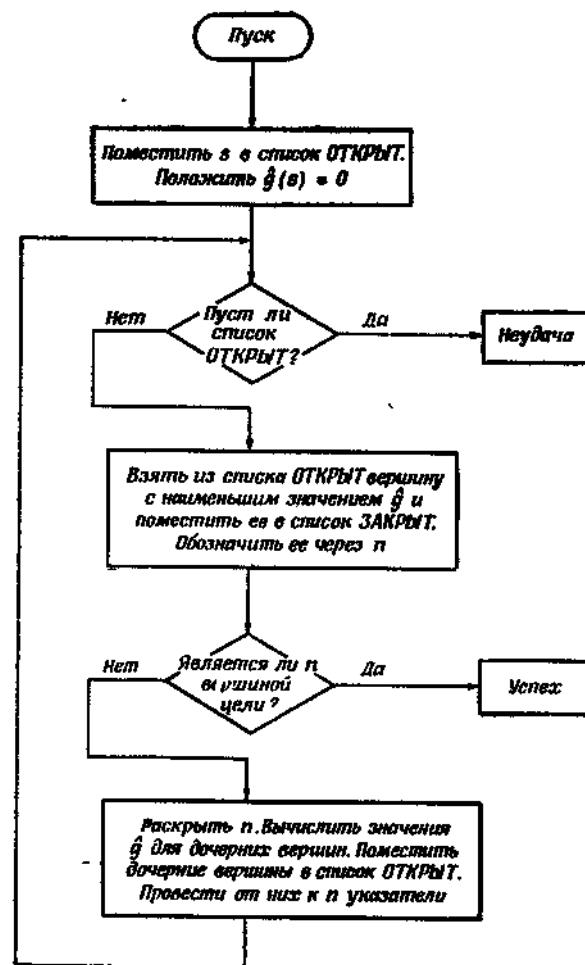 Пуск
Поместить s в список ОТКРЫТ.
Положить ĝ(s) = 0
Нет
Пуст ли
список
ОТКРЫТ?
Да
Неудача
Взять из списка ОТКРЫТ вершину
с наименьшим значением ĝ и
поместить ее в список ЗАКРЫТ.
Обозначить ее через n
Нет
Является ли n
вершиной
цели?
Да
Успех
Раскрыть n. Вычислить значения
ĝ для дочерних вершин. Поместить
дочерние вершины в список ОТКРЫТ.
Провести от них к n указатели